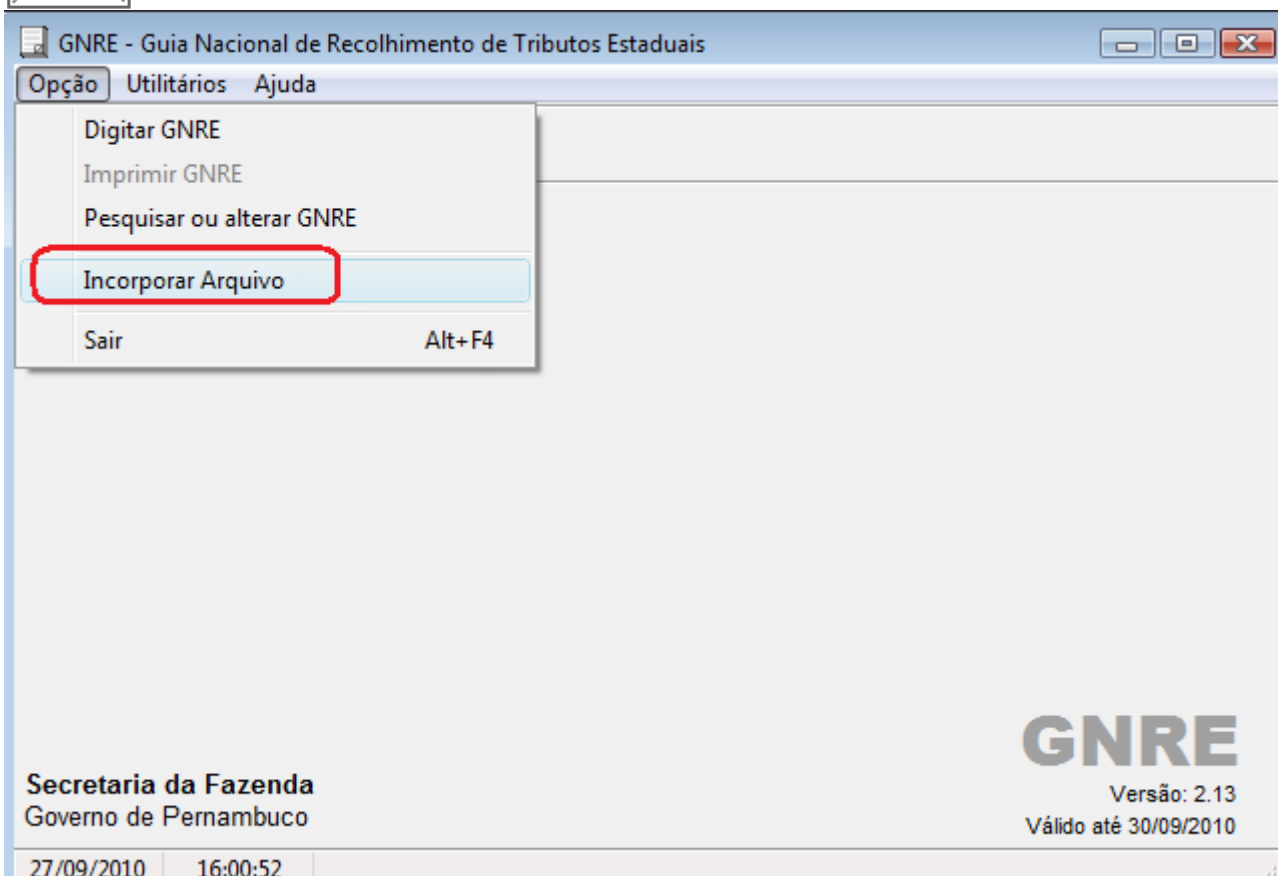 GNRE - Guia Nacional de Recolhimento de Tributos Estaduais
Opção Utilitários Ajuda
Digitar GNRE
Imprimir GNRE
Pesquisar ou alterar GNRE
Incorporar Arquivo
Sair Alt+F4
GNRE
Secretaria da Fazenda
Versão: 2.13
Governo de Pernambuco
Válido até 30/09/2010
27/09/2010 16:00:52